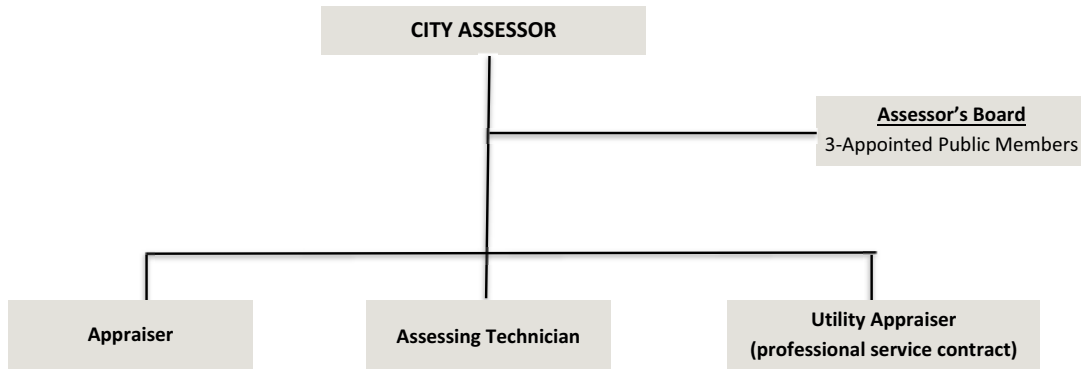 CITY ASSESSOR
Assessor’s Board
3-Appointed Public Members
Appraiser
Assessing Technician
Utility Appraiser
(professional service contract)